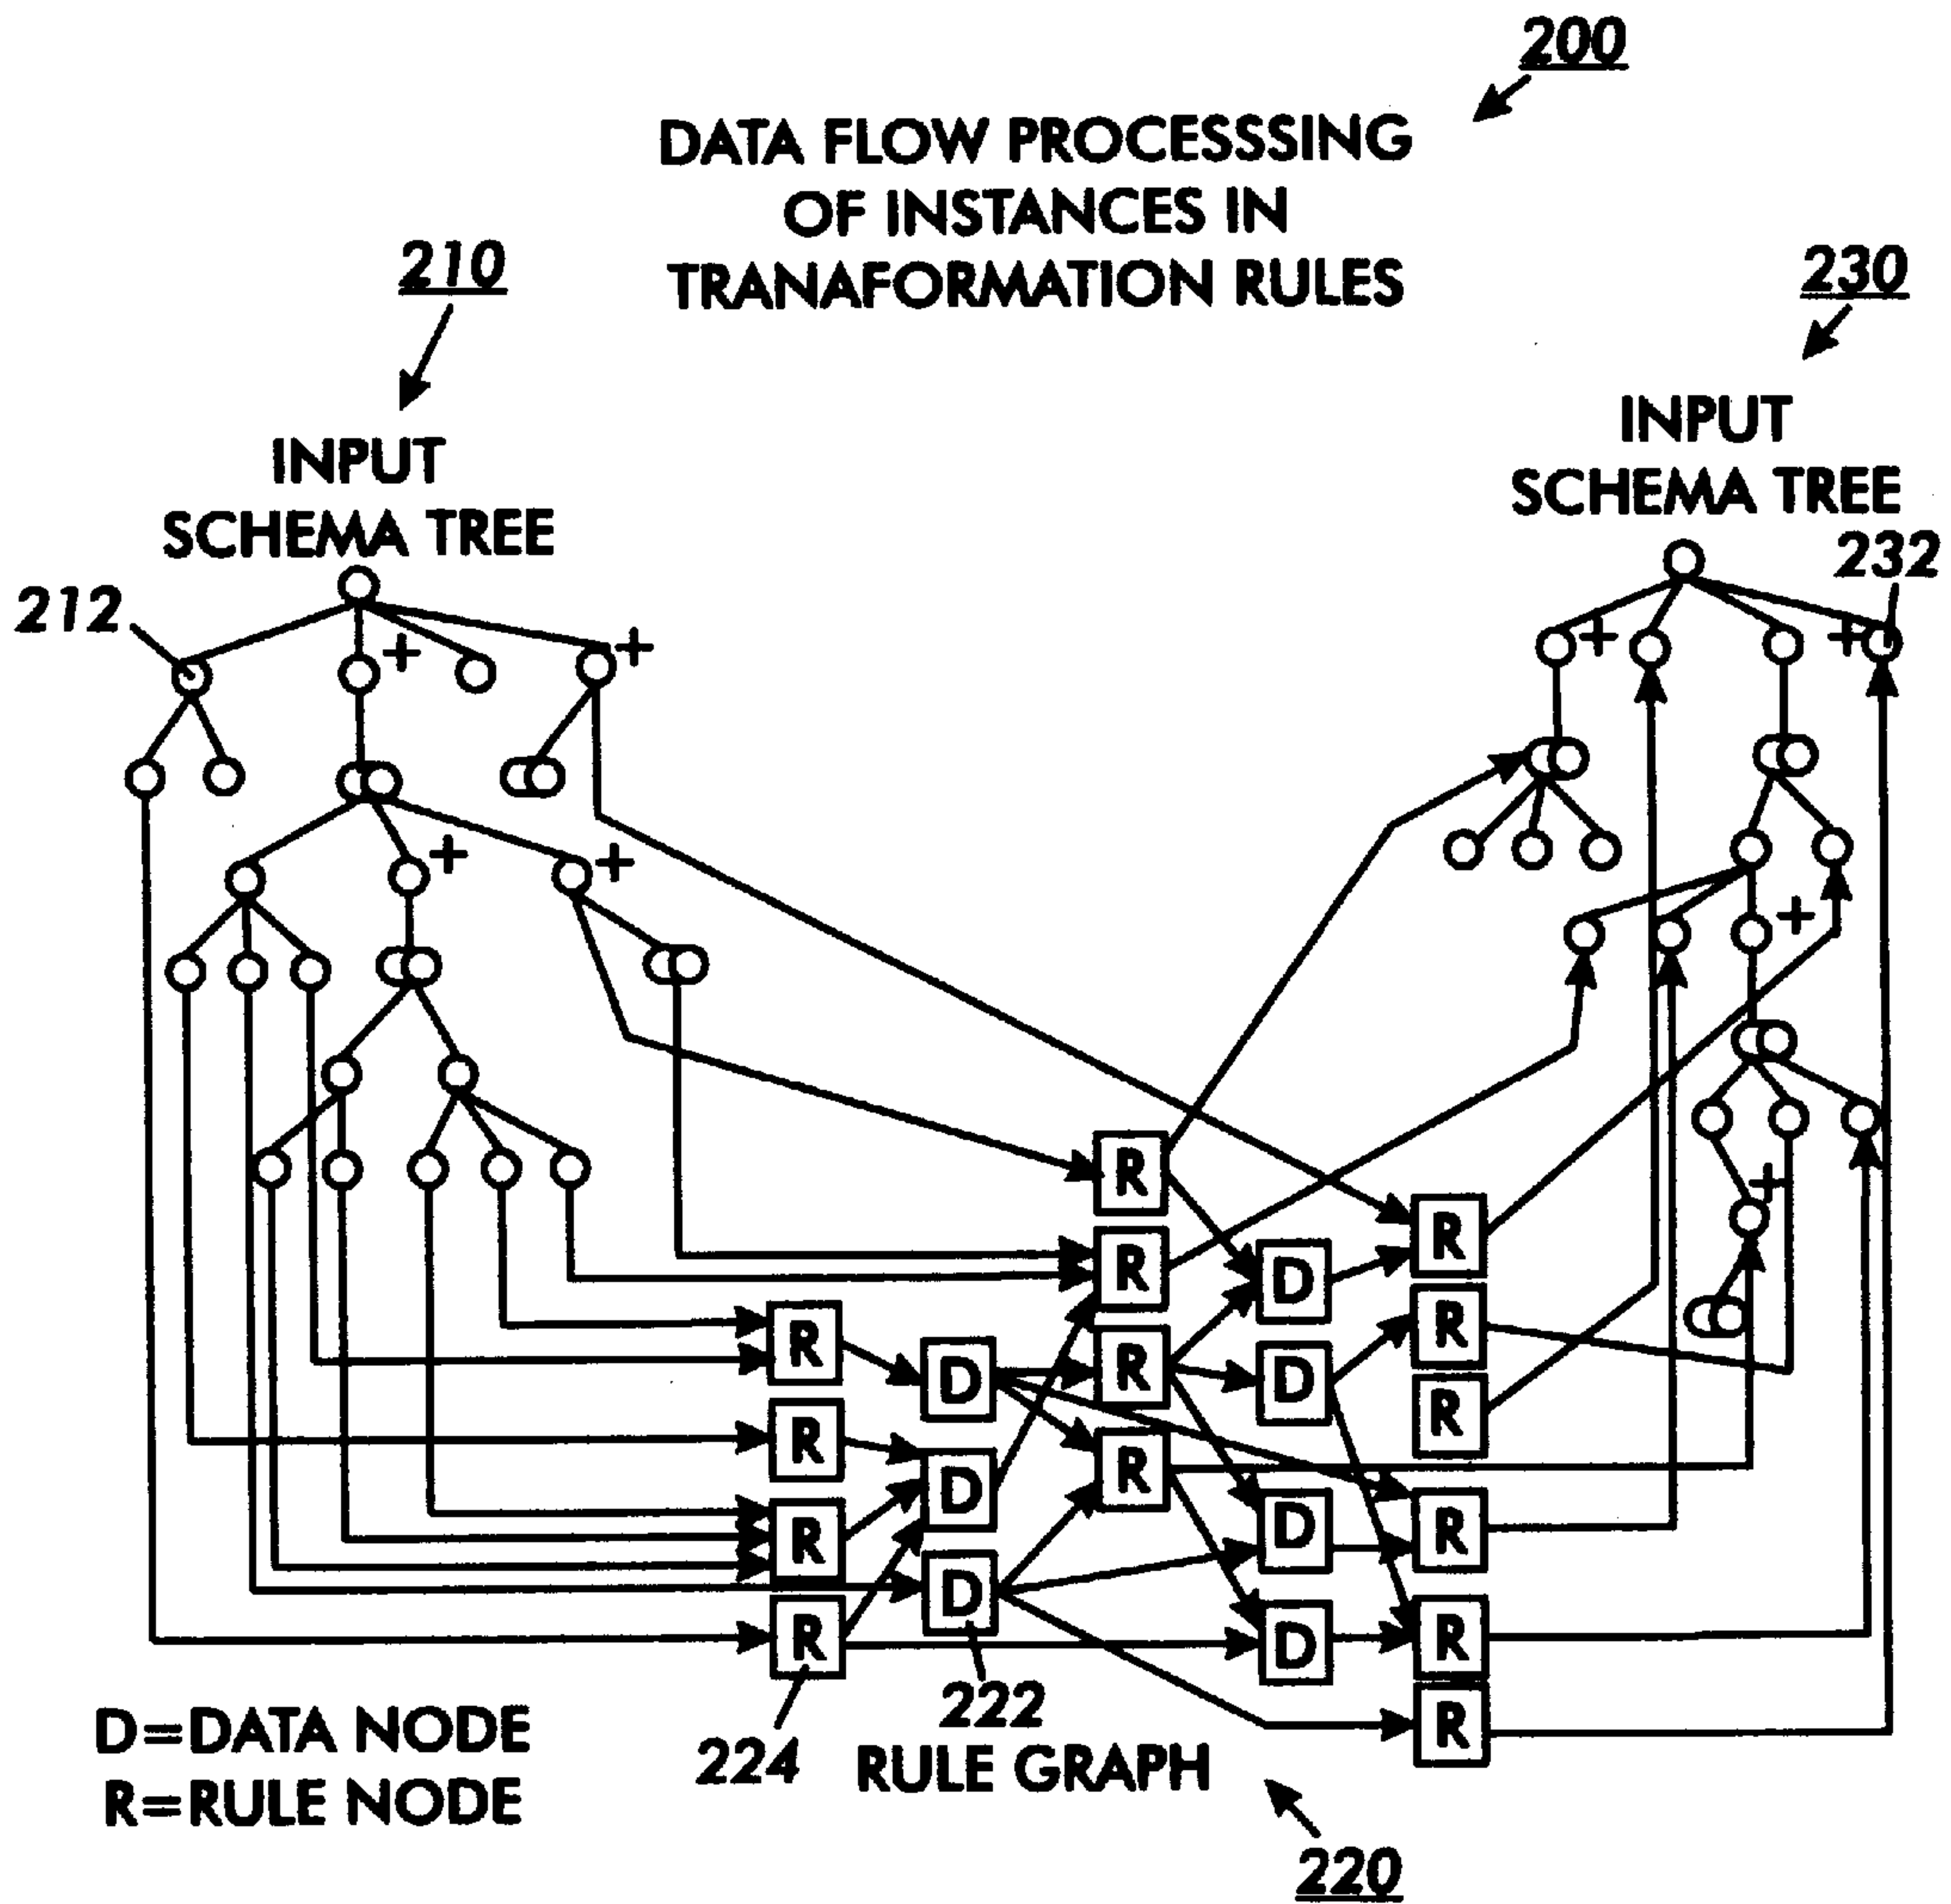 200
DATA FLOW PROCESSSING
OF INSTANCES IN
TRANAFORMATION RULES
210
230
INPUT
SCHEMA TREE
INPUT
SCHEMA TREE
212
232
+
+
+
+
+
+
+
+
R
R
R
R
R
R
R
R
D
D
D
R
R
R
R
D
D
D
D
R
R
224
222
RULE GRAPH
D=DATA NODE
R=RULE NODE
220